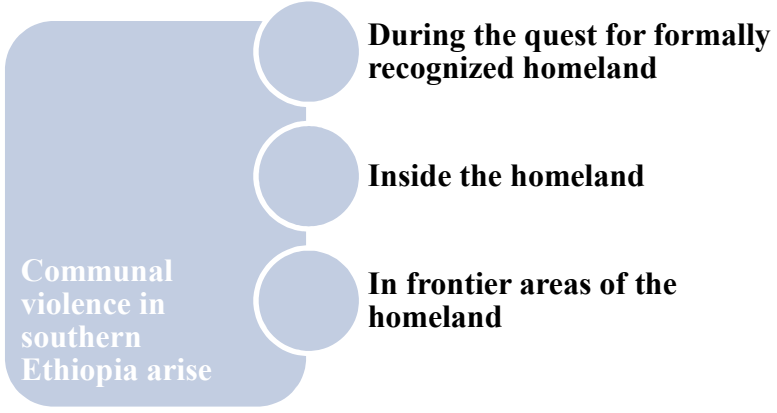 During the quest for formally
recognized homeland
Inside the homeland
Communal
violence in
southern
Ethiopia arise
In frontier areas of the
homeland